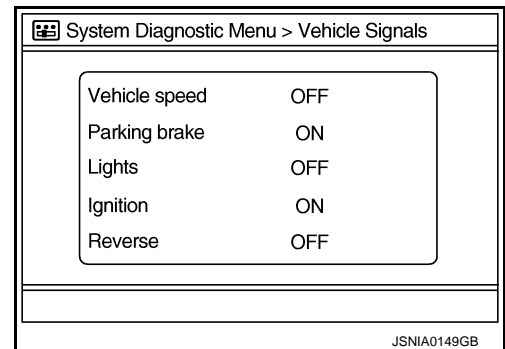 System Diagnostic Menu > Vehicle Signals
Vehicle speed OFF
Parking brake ON
Lights OFF
Ignition ON
Reverse OFF
JSNIA0149GB